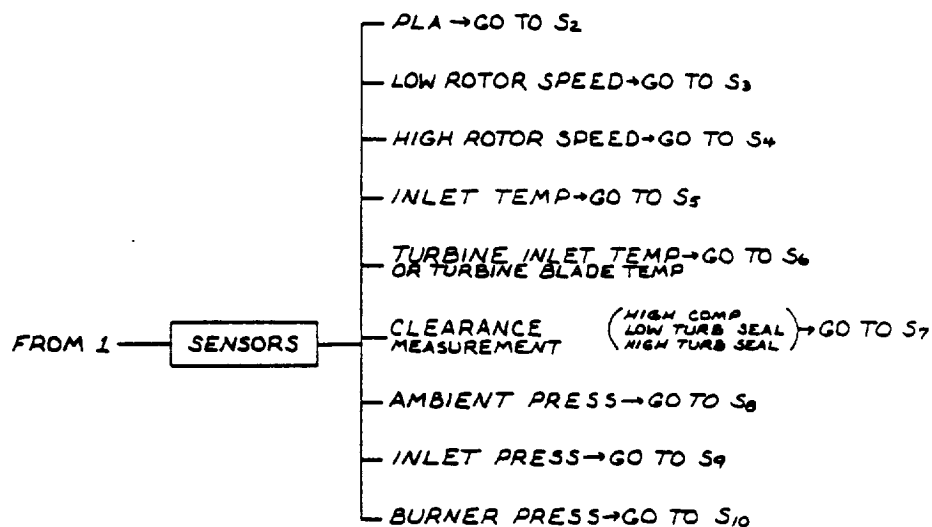 PLA → GO TO S2
LOW ROTOR SPEED → GO TO S3
HIGH ROTOR SPEED → GO TO S4
INLET TEMP → GO TO S5
TURBINE INLET TEMP → GO TO S6
OR TURBINE BLADE TEMP
FROM 1
SENSORS
CLEARANCE
MEASUREMENT
(HIGH COMP
LOW TURB SEAL
HIGH TURB SEAL) → GO TO S7
AMBIENT PRESS → GO TO S8
INLET PRESS → GO TO S9
BURNER PRESS → GO TO S10